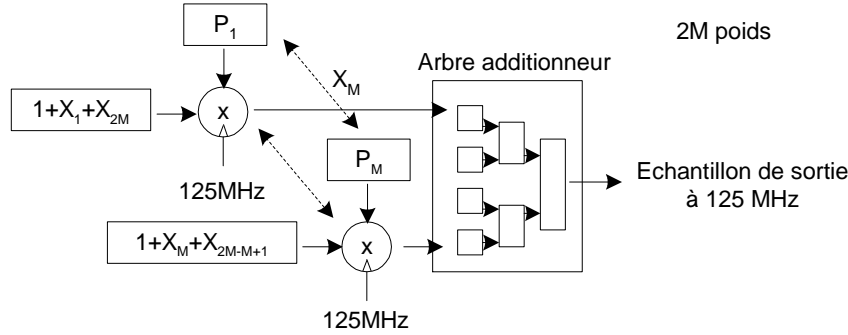 P1
2M poids
Arbre additionneur
XM
1+X1+X2M
x
PM
125MHz
Echantillon de sortie
à 125 MHz
1+XM+X2M-M+1
x
125MHz